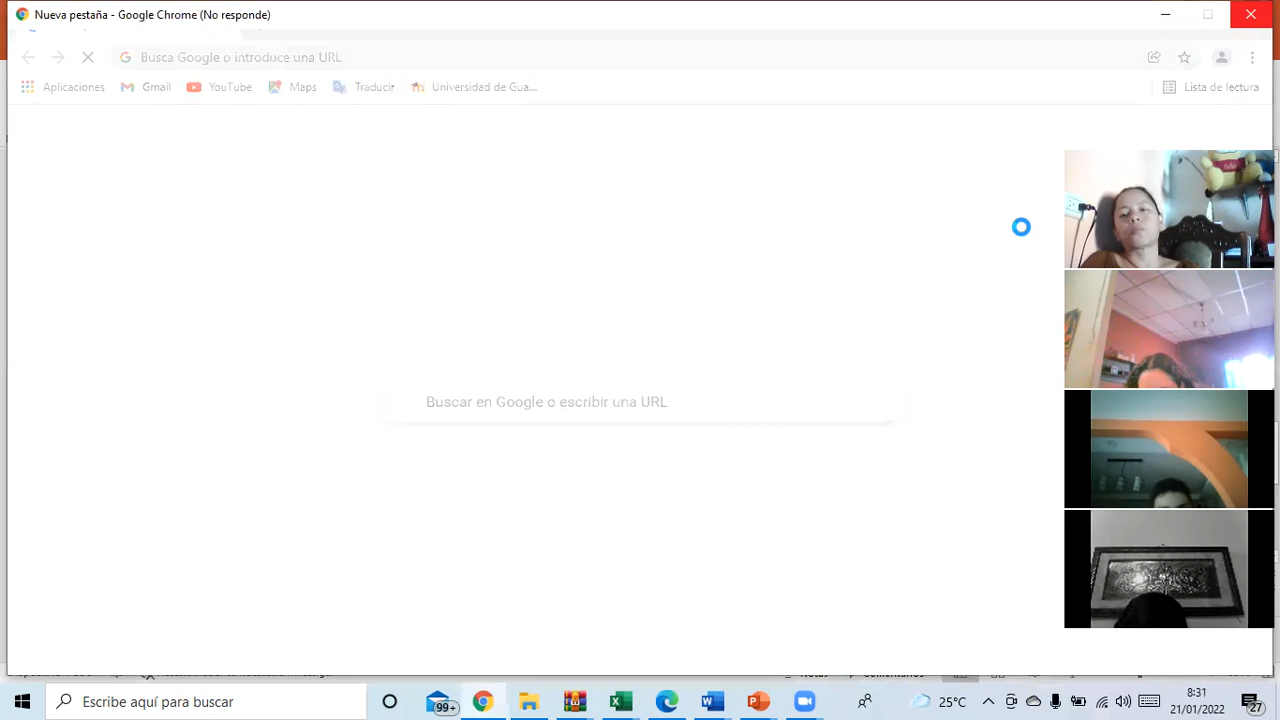 Nueva pestaña - Google Chrome (No responde)
Busca Google o introduce una URL
Aplicaciones Gmail YouTube Maps Traducir Universidad de Gua... Lista de lectura
Buscar en Google o escribir una URL
Escribe aquí para buscar
99+
25°C
8:31
21/01/2022
27